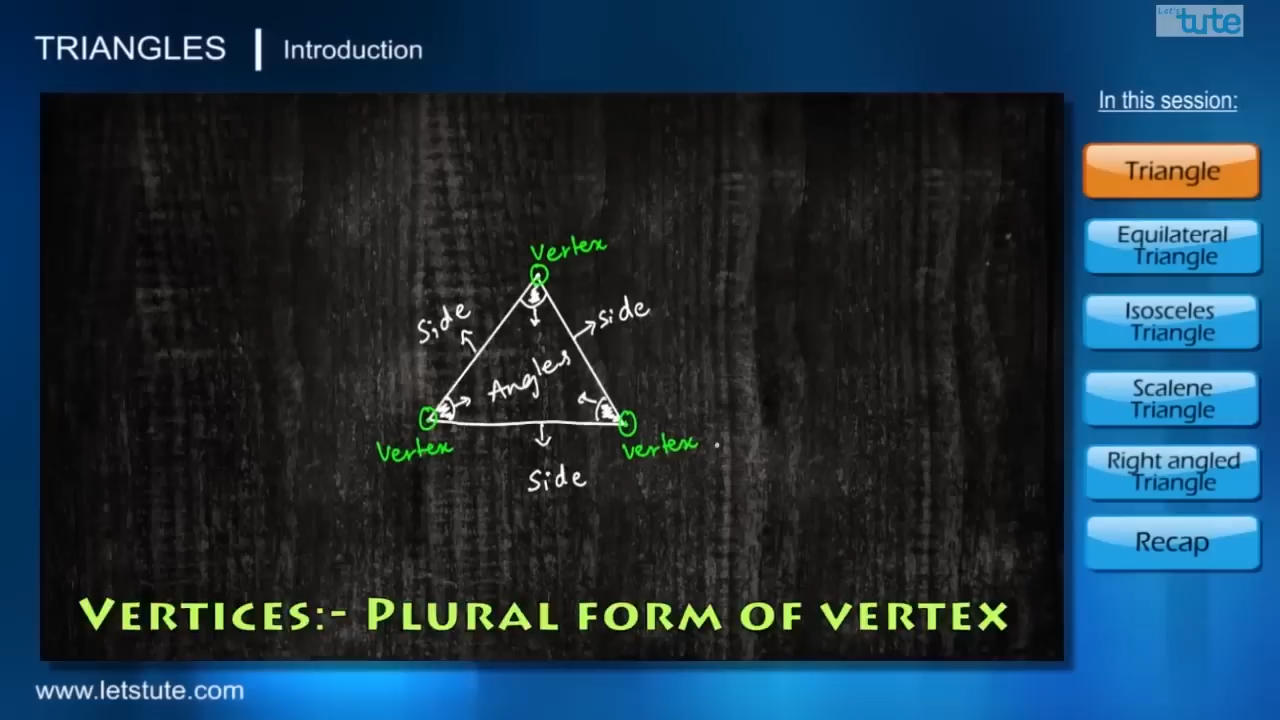 Let's
tute
TRIANGLES | Introduction
In this session:
Triangle
Equilateral
Triangle
Isosceles
Triangle
Scalene
Triangle
Right angled
Triangle
Recap
Vertex
Side
Side
Angles
Vertex
Vertex
Side
VERTICES:- PLURAL FORM OF VERTEX
www.letstute.com